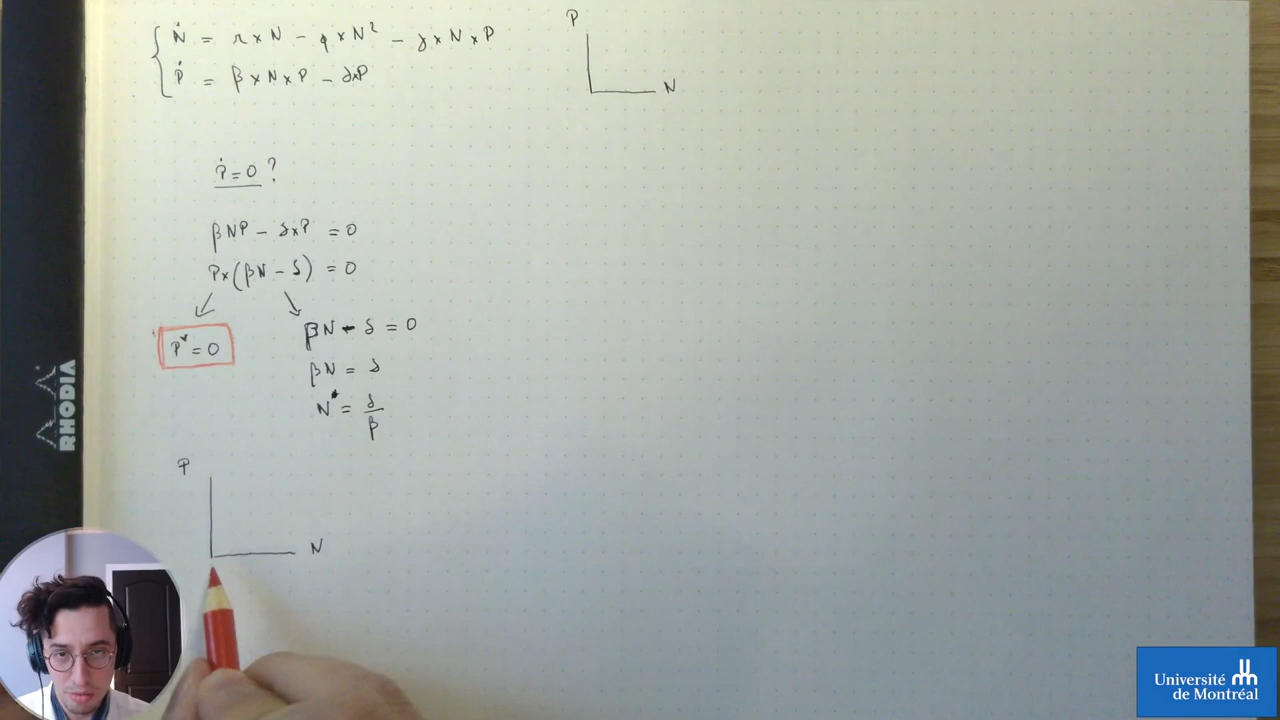 Ṅ = r × N − q × N² − γ × N × P
Ṗ = β × N × P − δ×P
P
N
Ṗ = 0 ?
βNP − δ×P = 0
P×(βN − δ) = 0
P* = 0
βN − δ = 0
βN = δ
N* = δ/β
P
N
RHODIA
Université de Montréal